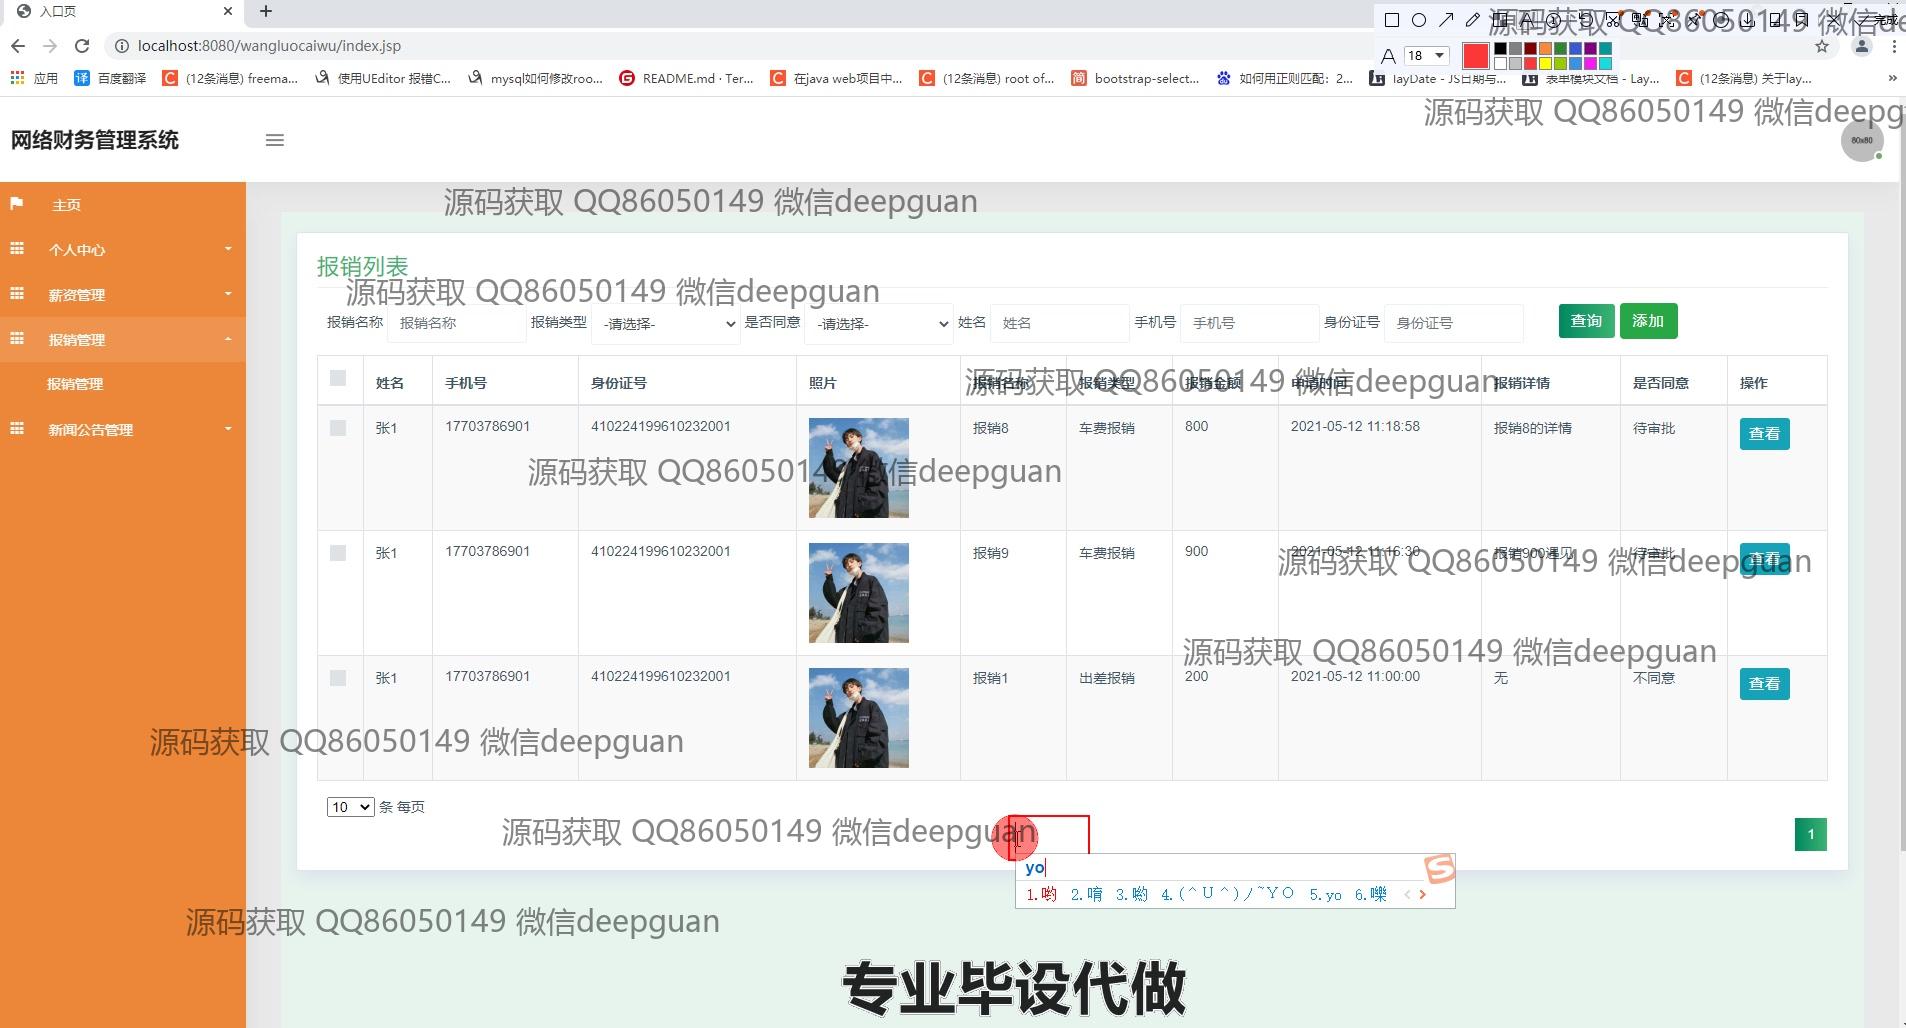 入口页
localhost:8080/wangluocaiwu/index.jsp
18
应用 百度翻译 (12条消息) freema... 使用UEditor 报错C... mysql如何修改roo... README.md · Ter... 在java web项目中... (12条消息) root of... bootstrap-select... 如何用正则匹配：2... layDate - JS日期与... 表单模块文档 - Lay... (12条消息) 关于lay...
源码获取 QQ86050149 微信deepg
网络财务管理系统
80x80
源码获取 QQ86050149 微信deepguan
主页
个人中心
薪资管理
报销管理
报销管理
新闻公告管理
报销列表
源码获取 QQ86050149 微信deepguan
报销名称 报销名称 报销类型 -请选择- 是否同意 -请选择- 姓名 姓名 手机号 手机号 身份证号 身份证号 查询 添加
姓名 手机号 身份证号 照片 报销名称 报销类型 报销金额 申请时间 报销详情 是否同意 操作
源码获取 QQ86050149 微信deepguan
张1 17703786901 410224199610232001 报销8 车费报销 800 2021-05-12 11:18:58 报销8的详情 待审批 查看
源码获取 QQ86050149 微信deepguan
张1 17703786901 410224199610232001 报销9 车费报销 900 2021-05-12 11:16:30 报销900遇见 待审批 查看
源码获取 QQ86050149 微信deepguan
源码获取 QQ86050149 微信deepguan
张1 17703786901 410224199610232001 报销1 出差报销 200 2021-05-12 11:00:00 无 不同意 查看
源码获取 QQ86050149 微信deepguan
10 条 每页
源码获取 QQ86050149 微信deepguan
1
yo
1.哟 2.唷 3.喲 4.(＾Ｕ＾)ノ~ＹＯ 5.yo 6.嚛
源码获取 QQ86050149 微信deepguan
专业毕设代做